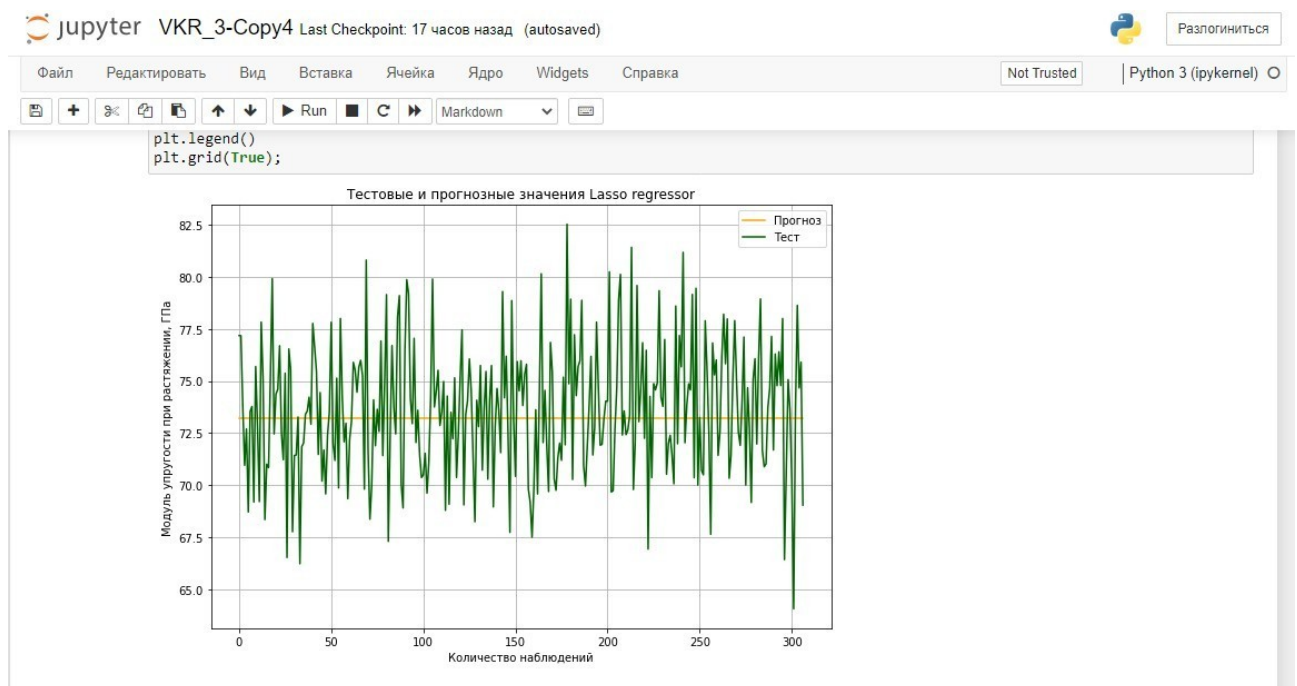 jupyter VKR_3-Copy4 Last Checkpoint: 17 часов назад (autosaved) Разлогиниться
Файл Редактировать Вид Вставка Ячейка Ядро Widgets Справка Not Trusted Python 3 (ipykernel)
Run Markdown
plt.legend()
plt.grid(True);
Тестовые и прогнозные значения Lasso regressor
Прогноз
Тест
82.5
80.0
77.5
75.0
72.5
70.0
67.5
65.0
Модуль упругости при растяжении, ГПа
0 50 100 150 200 250 300
Количество наблюдений